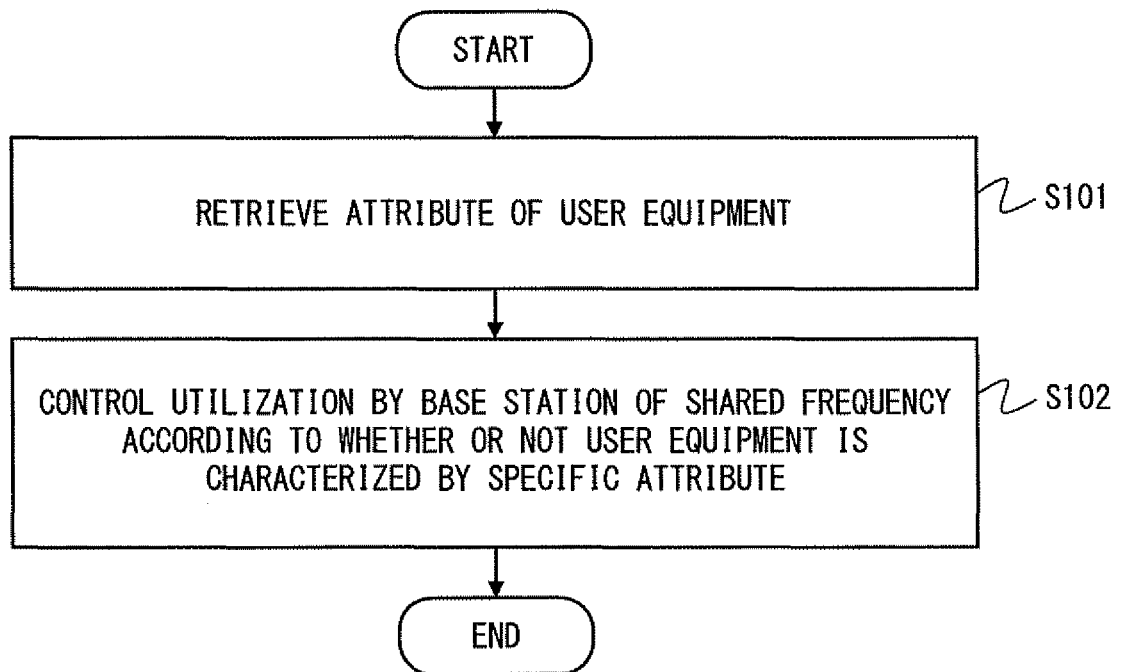 START
RETRIEVE ATTRIBUTE OF USER EQUIPMENT
S101
CONTROL UTILIZATION BY BASE STATION OF SHARED FREQUENCY
ACCORDING TO WHETHER OR NOT USER EQUIPMENT IS
CHARACTERIZED BY SPECIFIC ATTRIBUTE
S102
END